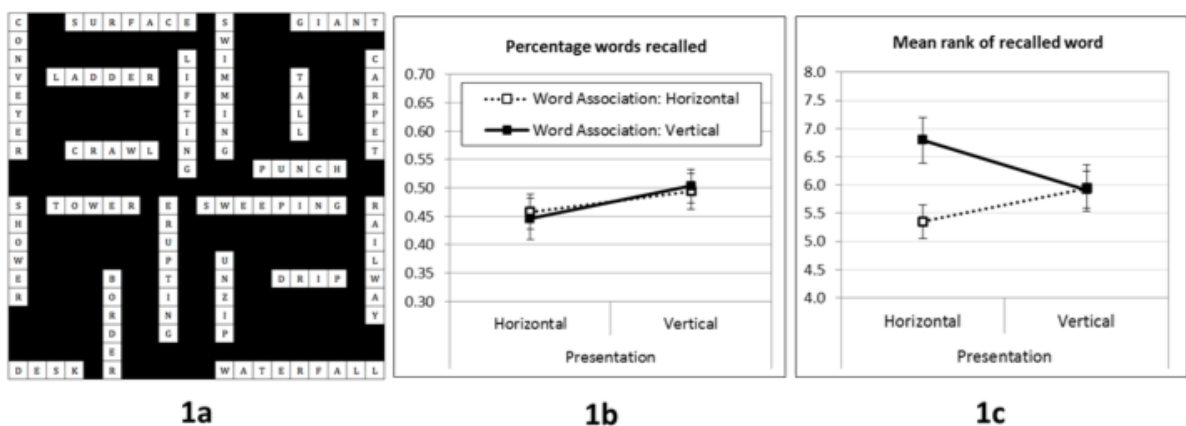 SURFACE
GIANT
CONVEYER
SWIMMING
LIFTING
CARPET
LADDER
TALL
CRAWL
PUNCH
TOWER
SWEEPING
SHOWER
ERUPTING
RAILWAY
UNZIP
BORDER
DRIP
DESK
WATERFALL
1a
Percentage words recalled
0.70
0.65
0.60
0.55
0.50
0.45
0.40
0.35
0.30
Word Association: Horizontal
Word Association: Vertical
Horizontal Vertical
Presentation
1b
Mean rank of recalled word
8.0
7.5
7.0
6.5
6.0
5.5
5.0
4.5
4.0
Horizontal Vertical
Presentation
1c